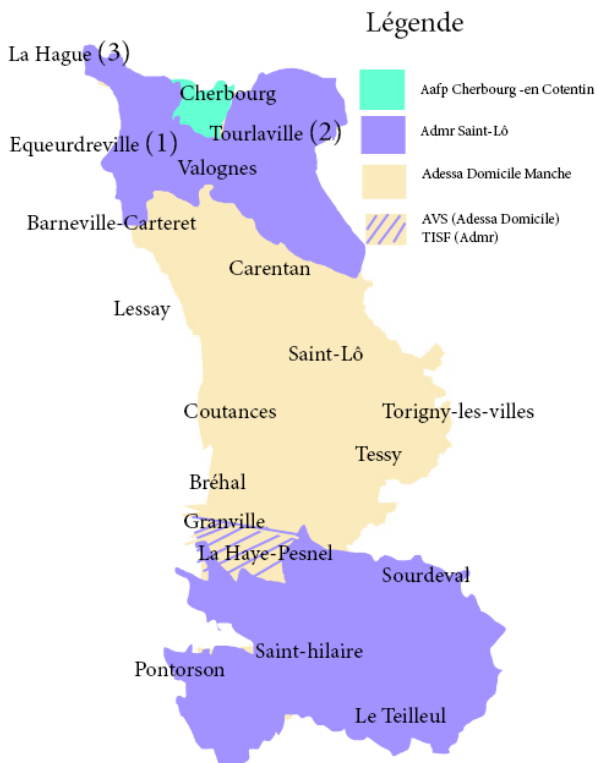 Légende
La Hague (3)
Cherbourg
Aafp Cherbourg -en Cotentin
Equeurdreville (1)
Tourlaville (2)
Admr Saint-Lô
Valognes
Adessa Domicile Manche
Barneville-Carteret
AVS (Adessa Domicile)
TISF (Admr)
Carentan
Lessay
Saint-Lô
Coutances
Torigny-les-villes
Tessy
Bréhal
Granville
La Haye-Pesnel
Sourdeval
Saint-hilaire
Pontorson
Le Teilleul